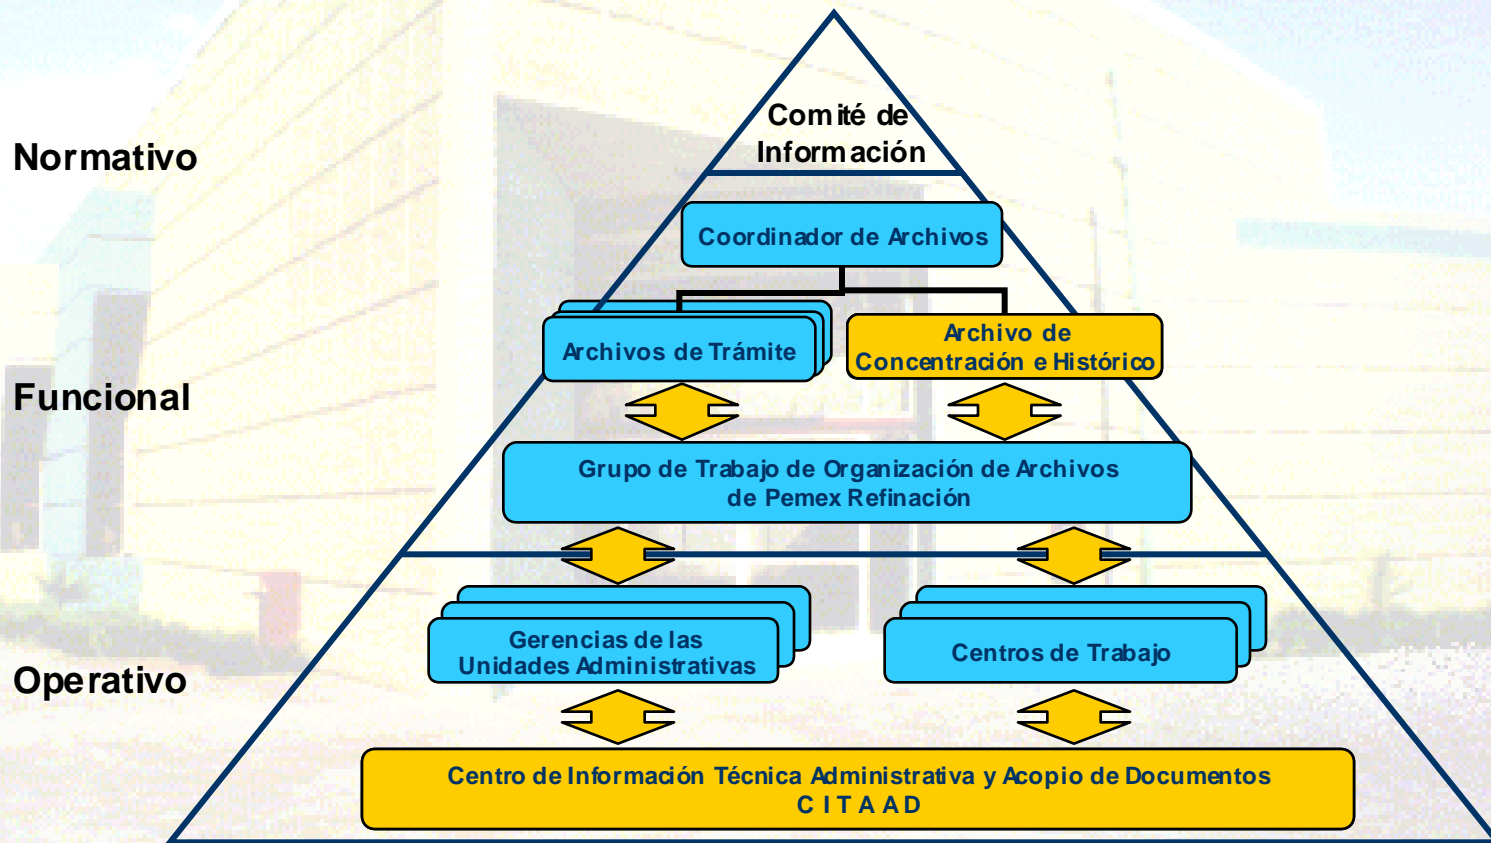 Comité de
Información
Normativo
Coordinador de Archivos
Archivos de Trámite
Archivo de
Concentración e Histórico
Funcional
Grupo de Trabajo de Organización de Archivos
de Pemex Refinación
Gerencias de las
Unidades Administrativas
Centros de Trabajo
Operativo
Centro de Información Técnica Administrativa y Acopio de Documentos
C I T A A D